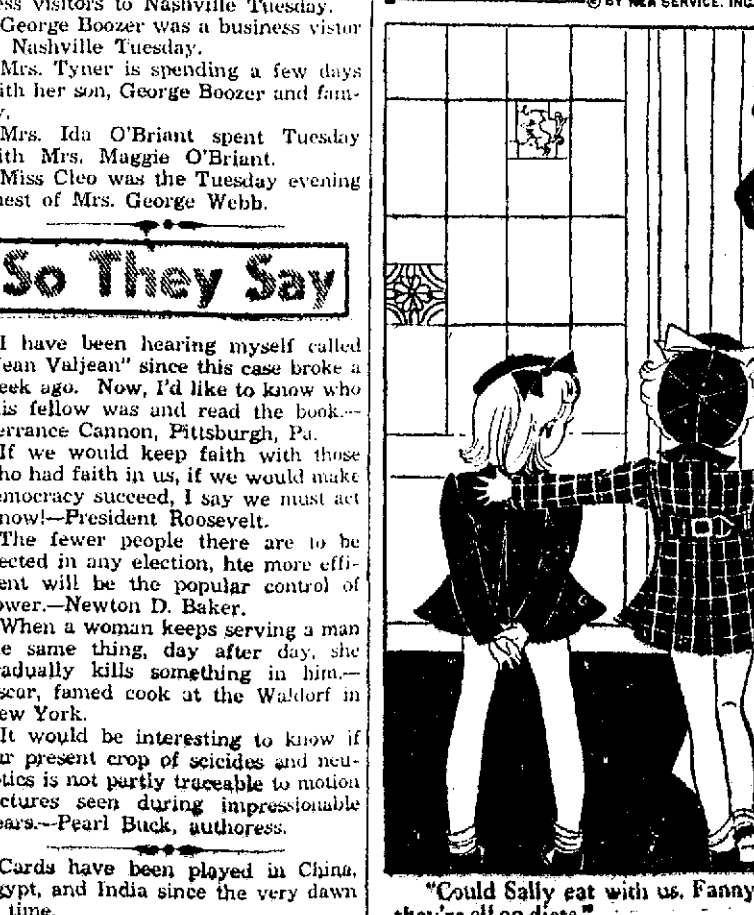 ess visitors to Nashville Tuesday.
George Boozer was a business vistor
Nashville Tuesday.
Mrs. Tyner is spending a few days
ith her son, George Boozer and fam-
y.
Mrs. Ida O'Briant spent Tuesday
ith Mrs. Maggie O'Briant.
Miss Cleo was the Tuesday evening
uest of Mrs. George Webb.
So They Say
I have been hearing myself called
ean Valjean" since this case broke a
eek ago. Now, I'd like to know who
is fellow was and read the book.--
errance Cannon, Pittsburgh, Pa.
If we would keep faith with those
ho had faith in us, if we would make
emocracy succeed, I say we must act
now!—President Roosevelt.
The fewer people there are to be
ected in any election, hte more effi-
ent will be the popular control of
ower.—Newton D. Baker.
When a woman keeps serving a man
e same thing, day after day, she
adually kills something in him.—
scar, famed cook at the Waldorf in
ew York.
It would be interesting to know if
ur present crop of scicides and neu-
otics is not partly traceable to motion
ctures seen during impressionable
ears.—Pearl Buck, authoress.
Cards have been played in China,
gypt, and India since the very dawn
time.
© BY NEA SERVICE, INC.
"Could Sally eat with us, Fanny
they're all on diets."